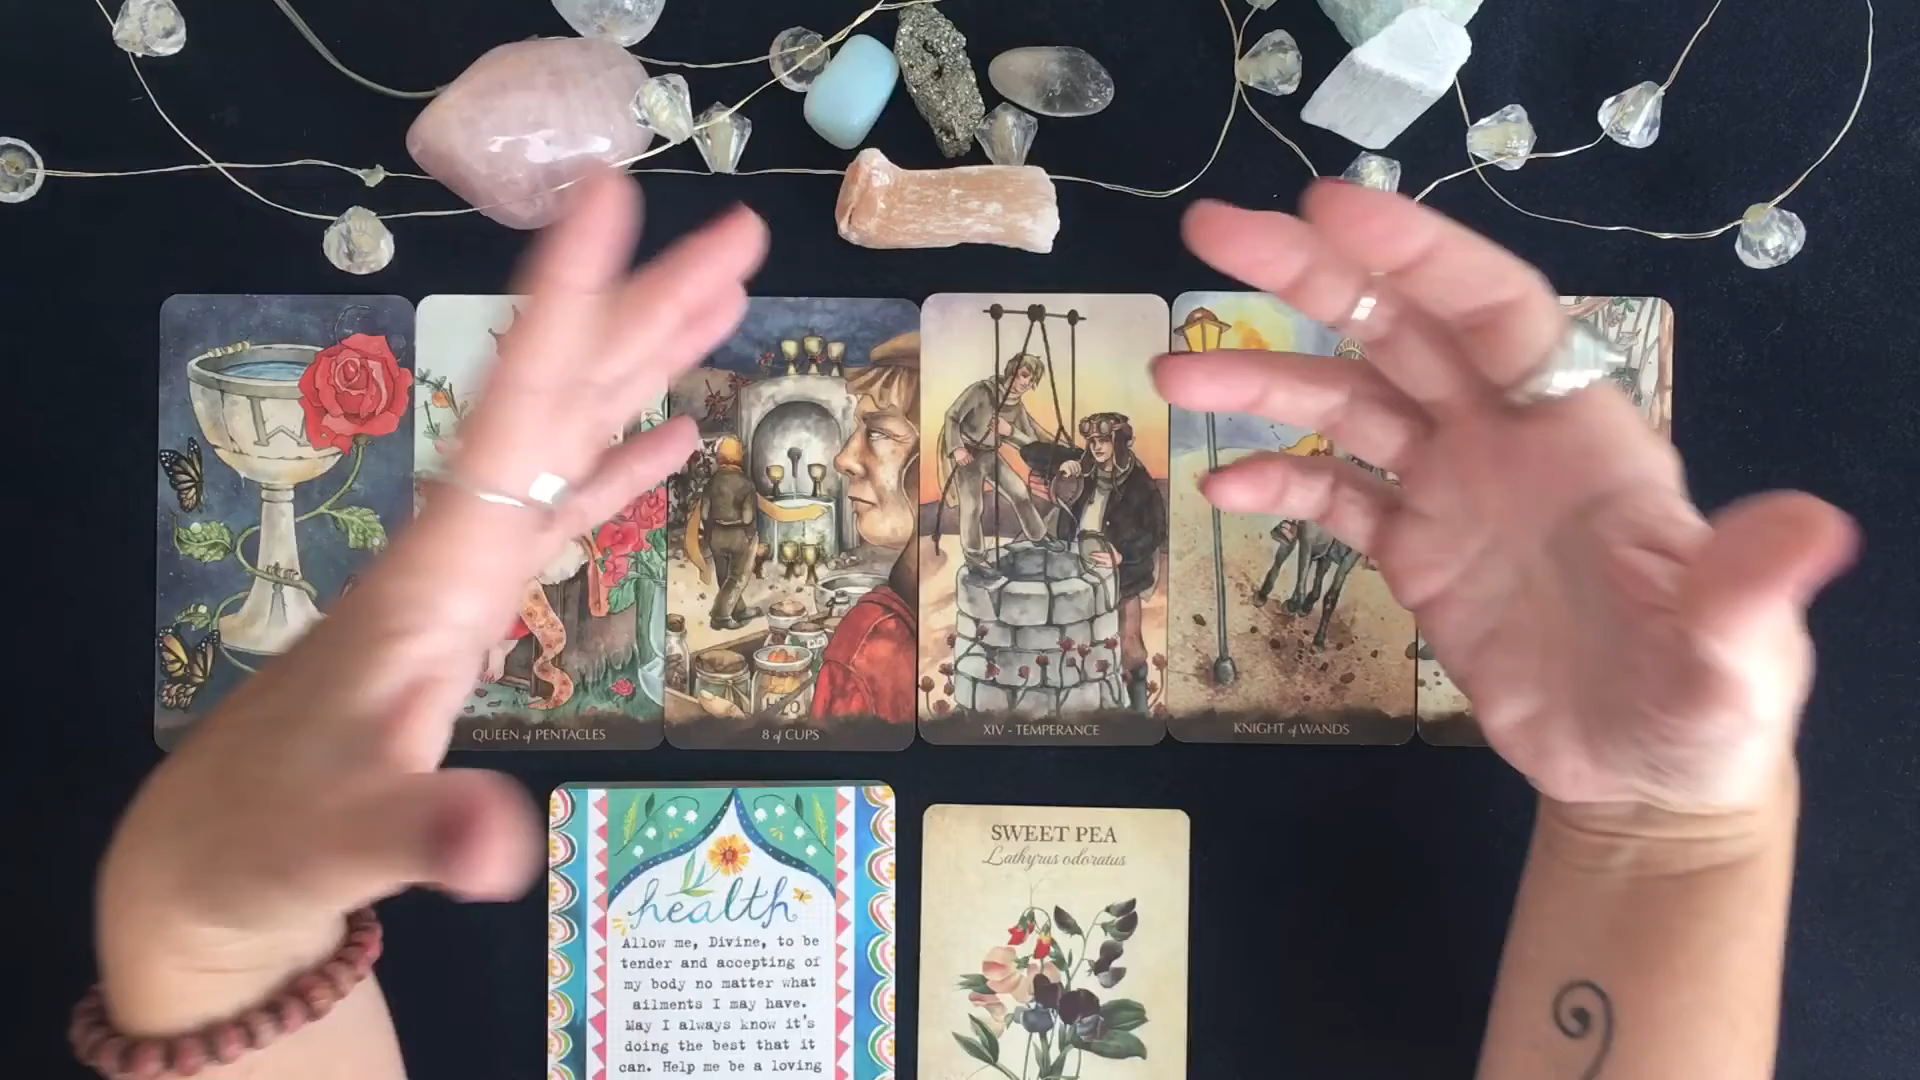 QUEEN of PENTACLES
8 of CUPS
XIV - TEMPERANCE
KNIGHT of WANDS
H2O
health
Allow me, Divine, to be
tender and accepting of
my body no matter what
ailments I may have.
May I always know it's
doing the best that it
can. Help me be a loving
SWEET PEA
Lathyrus odoratus